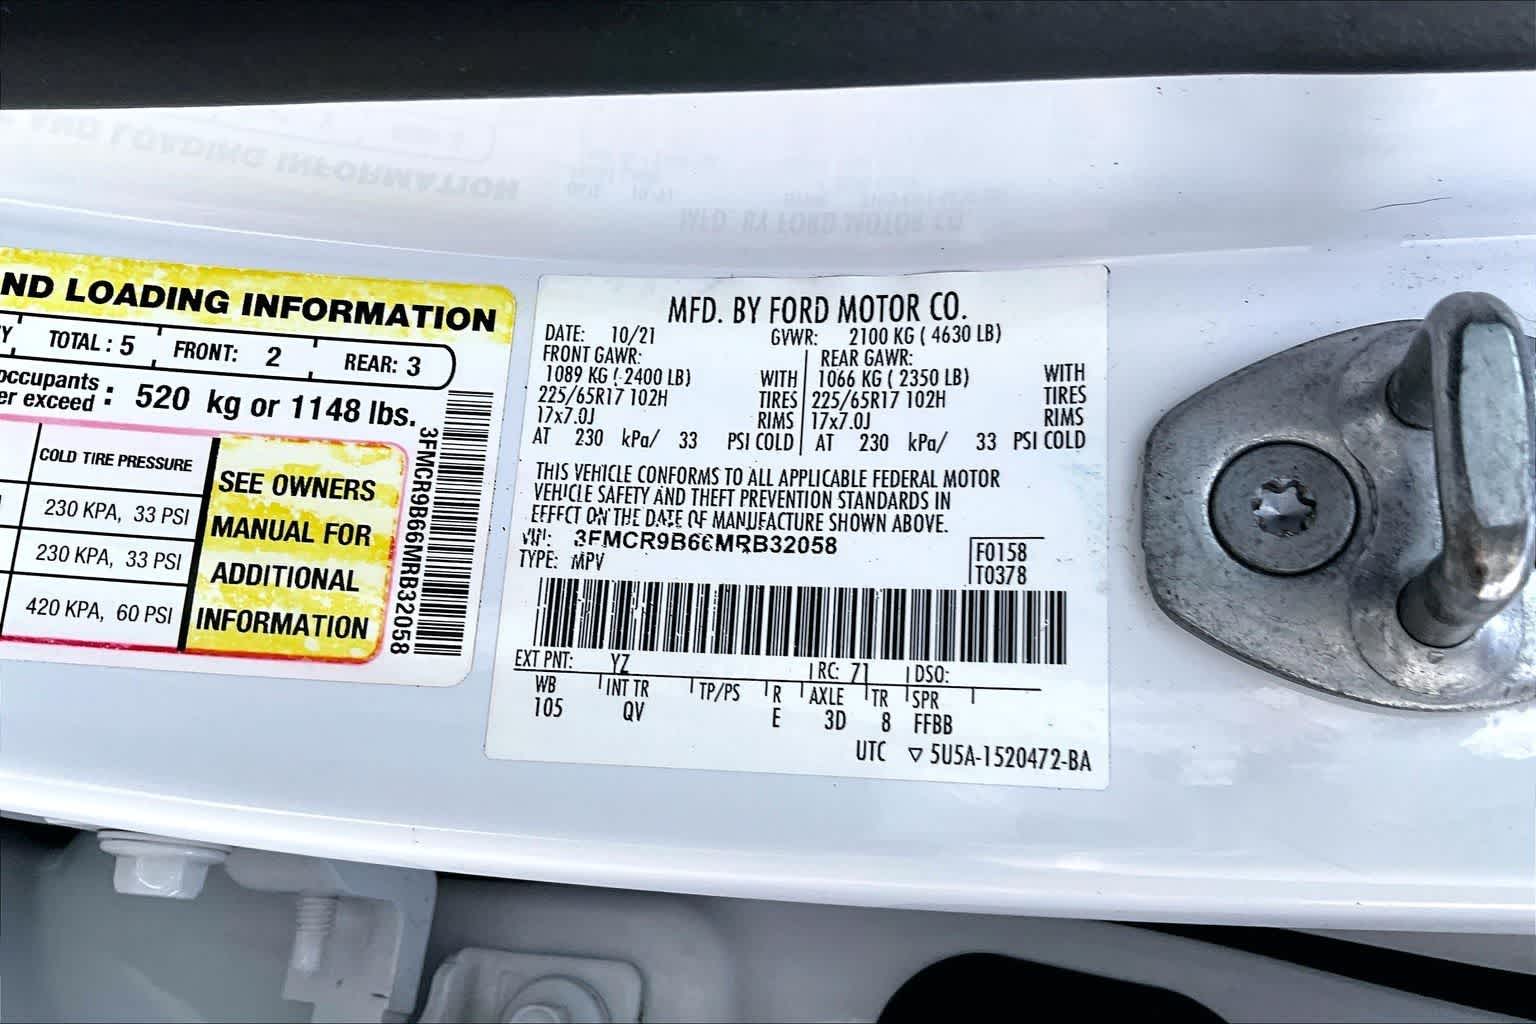 ND LOADING INFORMATION
Y TOTAL : 5 FRONT: 2 REAR: 3
occupants
er exceed : 520 kg or 1148 lbs.
COLD TIRE PRESSURE
230 KPA, 33 PSI
230 KPA, 33 PSI
420 KPA, 60 PSI
SEE OWNERS
MANUAL FOR
ADDITIONAL
INFORMATION
3FMCR9B66MRB32058
MFD. BY FORD MOTOR CO.
DATE: 10/21 GVWR: 2100 KG ( 4630 LB)
FRONT GAWR: REAR GAWR:
1089 KG ( 2400 LB) WITH 1066 KG ( 2350 LB) WITH
225/65R17 102H TIRES 225/65R17 102H TIRES
17x7.0J RIMS 17x7.0J RIMS
AT 230 kPa/ 33 PSI COLD AT 230 kPa/ 33 PSI COLD
THIS VEHICLE CONFORMS TO ALL APPLICABLE FEDERAL MOTOR
VEHICLE SAFETY AND THEFT PREVENTION STANDARDS IN
EFFECT ON THE DATE OF MANUFACTURE SHOWN ABOVE.
VIN: 3FMCR9B66MRB32058
TYPE: MPV
F0158
T0378
EXT PNT: YZ RC: 71 DSO:
WB INT TR TP/PS R AXLE TR SPR
105 QV E 3D 8 FFBB
UTC ▽ 5U5A-1520472-BA